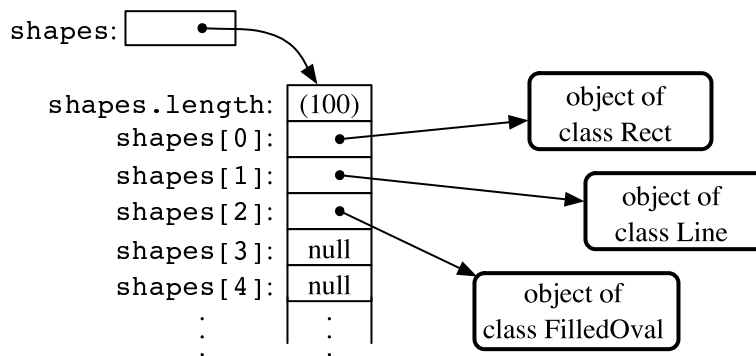 shapes:
shapes.length: (100)
object of
class Rect
shapes[0]:
shapes[1]:
object of
class Line
shapes[2]:
shapes[3]: null
shapes[4]: null
object of
class FilledOval